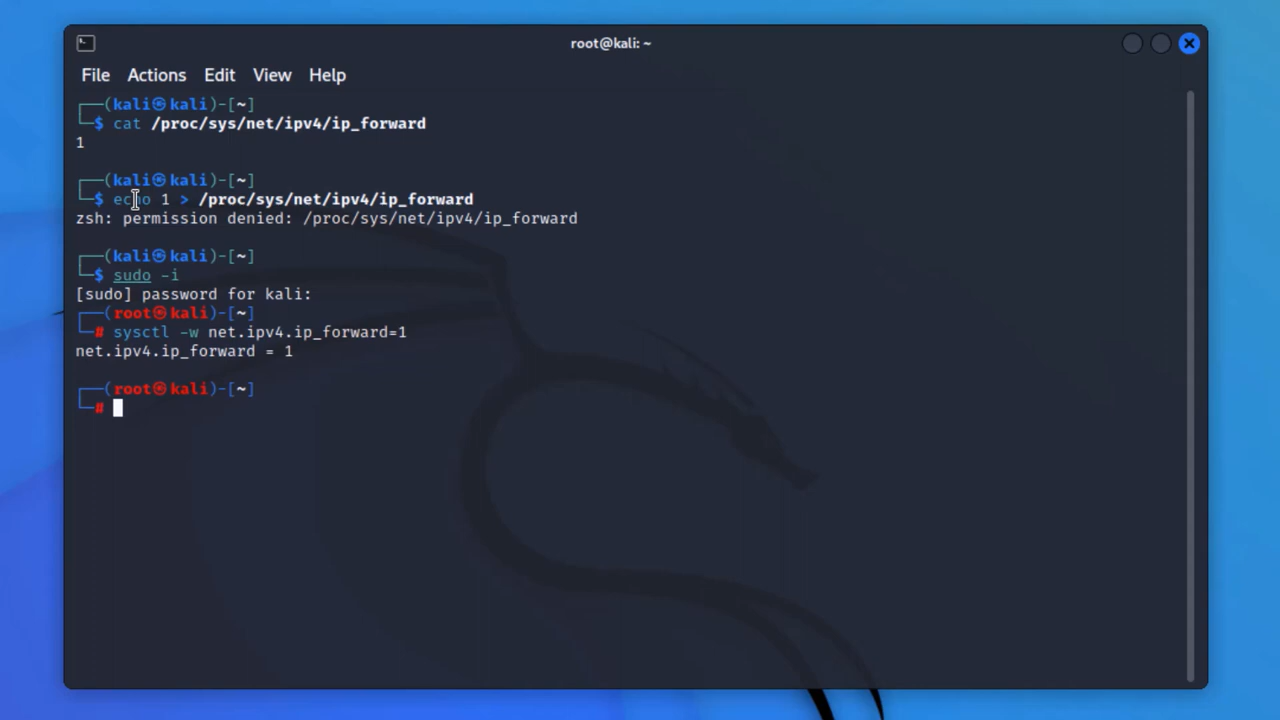 root@kali: ~
File Actions Edit View Help
┌──(kali㉿kali)-[~]
└─$ cat /proc/sys/net/ipv4/ip_forward
1
┌──(kali㉿kali)-[~]
└─$ echo 1 > /proc/sys/net/ipv4/ip_forward
zsh: permission denied: /proc/sys/net/ipv4/ip_forward
┌──(kali㉿kali)-[~]
└─$ sudo -i
[sudo] password for kali:
┌──(root㉿kali)-[~]
└─# sysctl -w net.ipv4.ip_forward=1
net.ipv4.ip_forward = 1
┌──(root㉿kali)-[~]
└─#